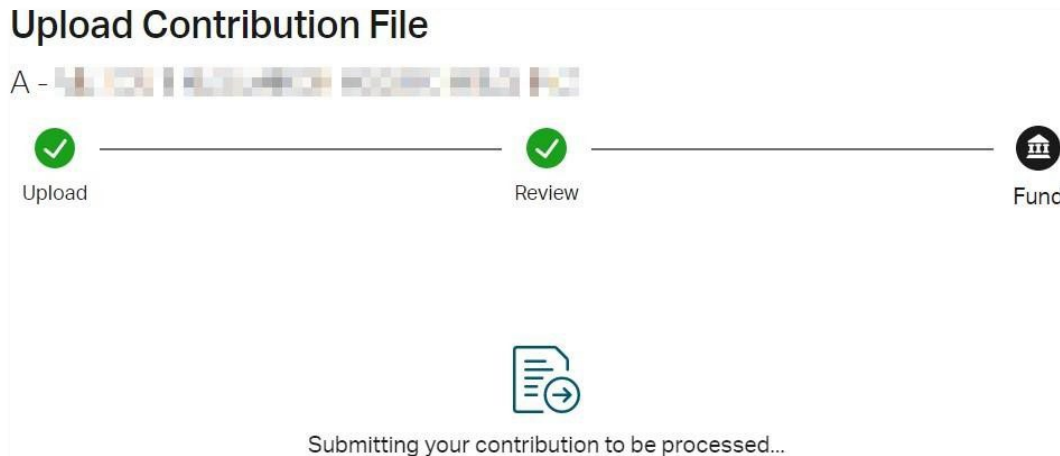 Upload Contribution File
A -
Upload
Review
Fund
Submitting your contribution to be processed...